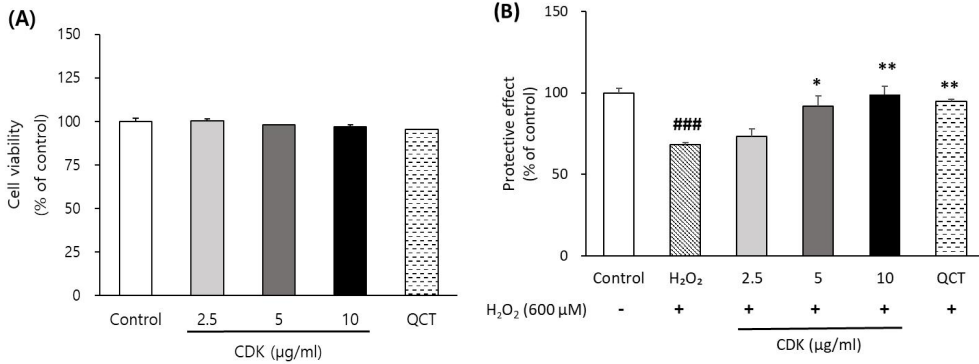 (A)
150
125
100
75
50
25
0
Cell viability
(% of control)
Control 2.5 5 10 QCT
CDK (µg/ml)
(B)
150
100
50
0
Protective effect
(% of control)
###
*
**
**
Control H₂O₂ 2.5 5 10 QCT
H₂O₂ (600 µM) - + + + + +
CDK (µg/ml)